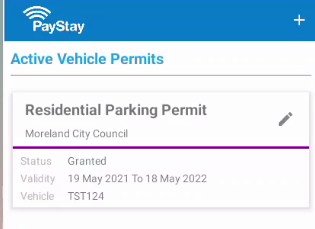 PayStay
Active Vehicle Permits
Residential Parking Permit
Moreland City Council
Status Granted
Validity 19 May 2021 To 18 May 2022
Vehicle TST124